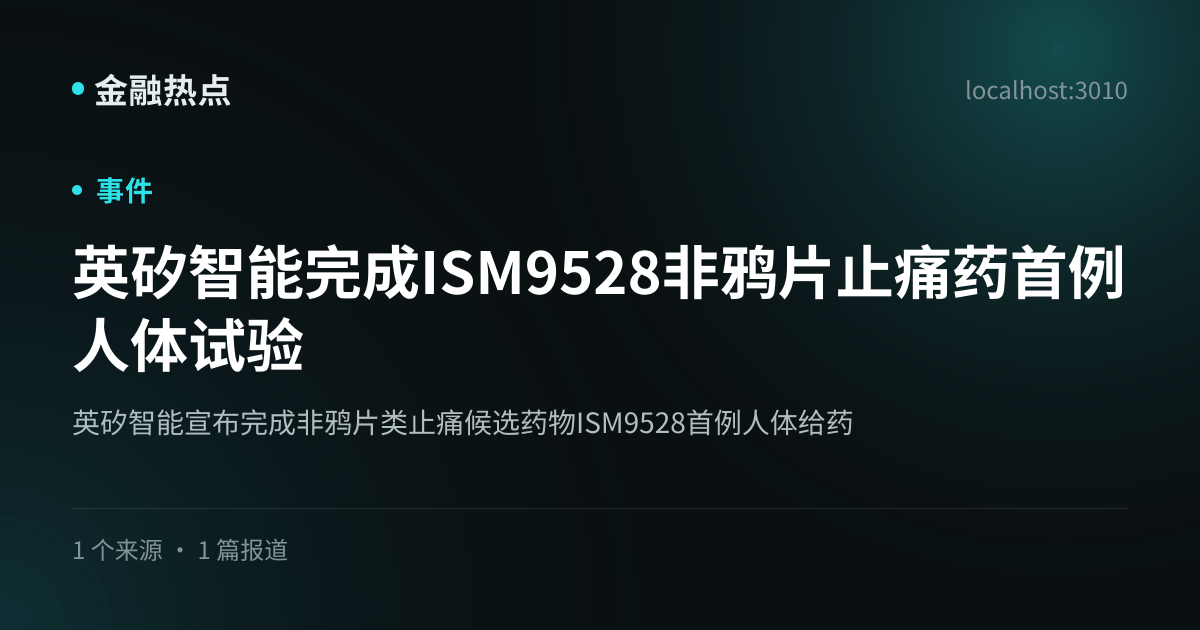 金融热点
localhost:3010
事件
英矽智能完成ISM9528非鸦片止痛药首例
人体试验
英矽智能宣布完成非鸦片类止痛候选药物ISM9528首例人体给药
1 个来源 · 1 篇报道